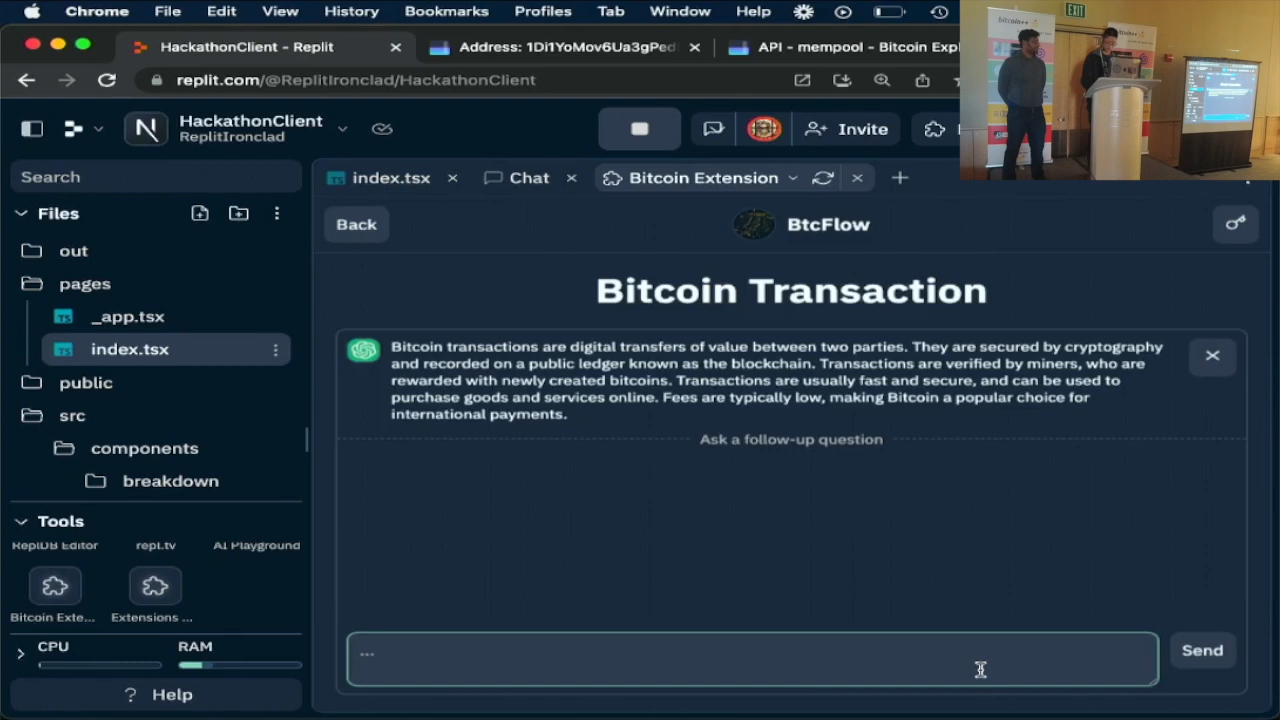 Chrome File Edit View History Bookmarks Profiles Tab Window Help
HackathonClient - Replit
Address: 1Di1YoMov6Ua3gPed
API - mempool - Bitcoin Exp
replit.com/@ReplitIronclad/HackathonClient
bitcoin++
EXIT
HackathonClient
ReplitIronclad
Invite
Search
index.tsx
Chat
Bitcoin Extension
Files
out
pages
_app.tsx
index.tsx
public
src
components
breakdown
Back
BtcFlow
Bitcoin Transaction
Bitcoin transactions are digital transfers of value between two parties. They are secured by cryptography
and recorded on a public ledger known as the blockchain. Transactions are verified by miners, who are
rewarded with newly created bitcoins. Transactions are usually fast and secure, and can be used to
purchase goods and services online. Fees are typically low, making Bitcoin a popular choice for
international payments.
Ask a follow-up question
...
Send
Tools
ReplDB Editor
repl.tv
AI Playground
Bitcoin Exte...
Extensions ...
CPU
RAM
? Help